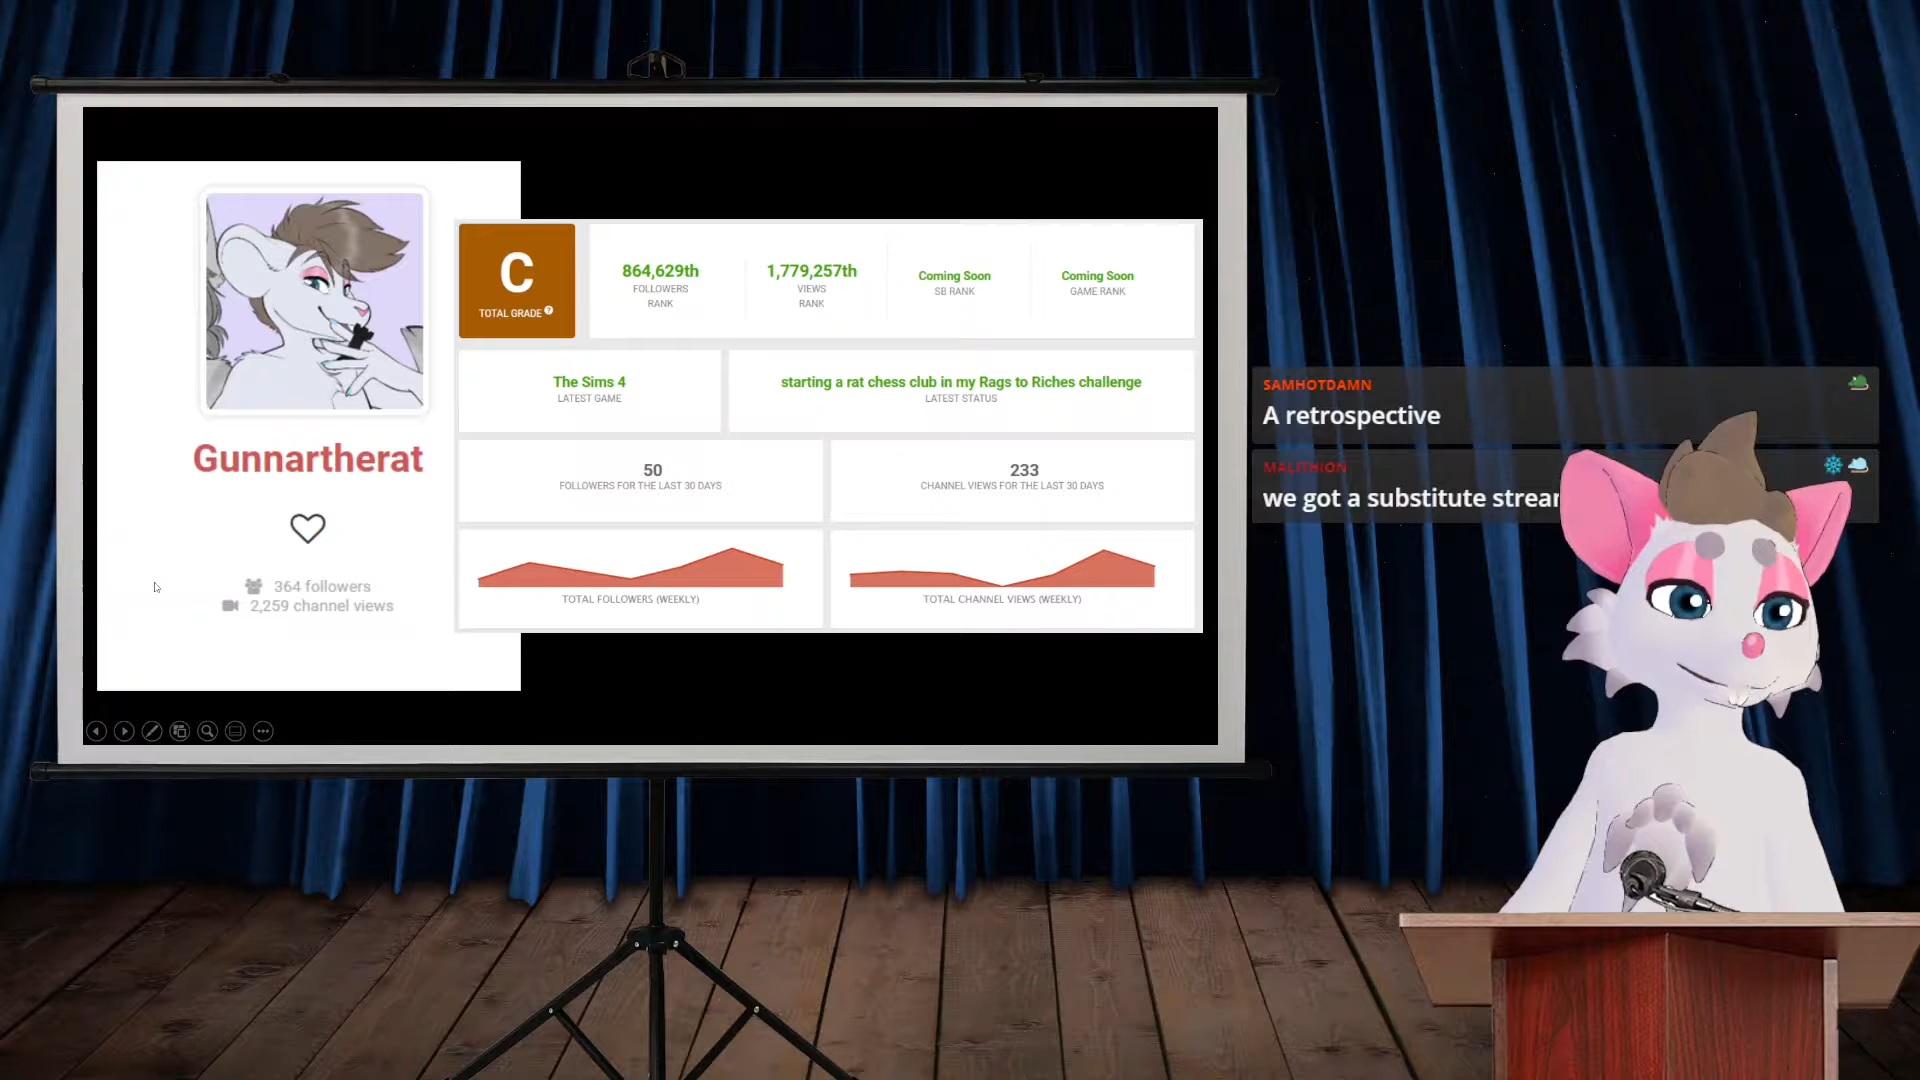 Gunnartherat
364 followers
2,259 channel views
C
TOTAL GRADE ?
864,629th
FOLLOWERS
RANK
1,779,257th
VIEWS
RANK
Coming Soon
SB RANK
Coming Soon
GAME RANK
The Sims 4
LATEST GAME
starting a rat chess club in my Rags to Riches challenge
LATEST STATUS
50
FOLLOWERS FOR THE LAST 30 DAYS
233
CHANNEL VIEWS FOR THE LAST 30 DAYS
TOTAL FOLLOWERS (WEEKLY)
TOTAL CHANNEL VIEWS (WEEKLY)
SAMHOTDAMN
A retrospective
MALITHION
we got a substitute